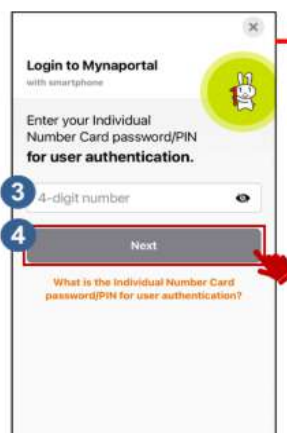 ×
Login to Mynaportal
with smartphone
Enter your Individual
Number Card password/PIN
for user authentication.
3
4-digit number
4
Next
What is the Individual Number Card
password/PIN for user authentication?